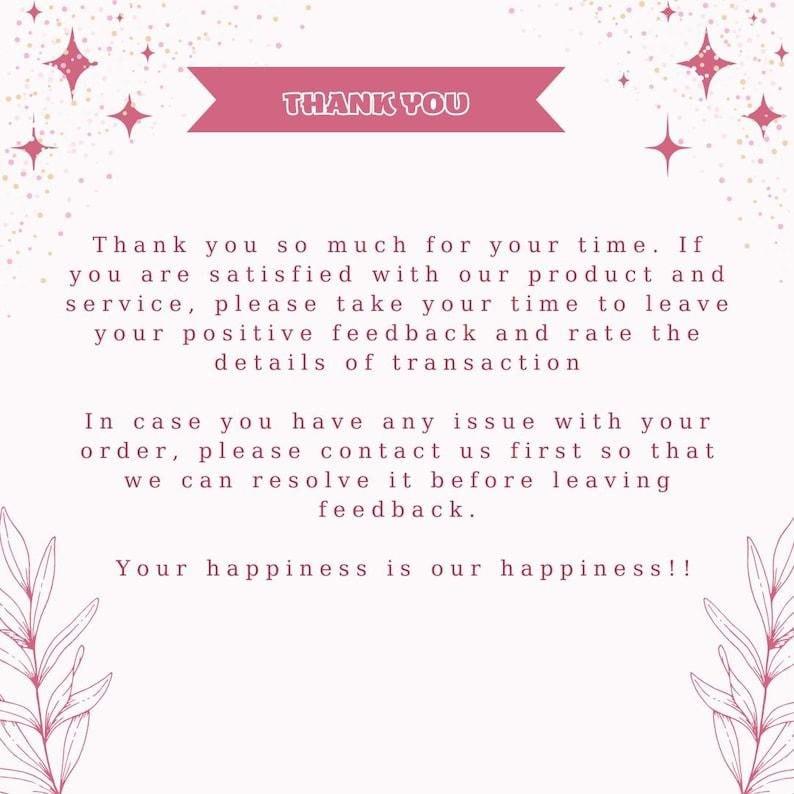 THANK YOU
Thank you so much for your time. If
you are satisfied with our product and
service, please take your time to leave
your positive feedback and rate the
details of transaction
In case you have any issue with your
order, please contact us first so that
we can resolve it before leaving
feedback.
Your happiness is our happiness!!